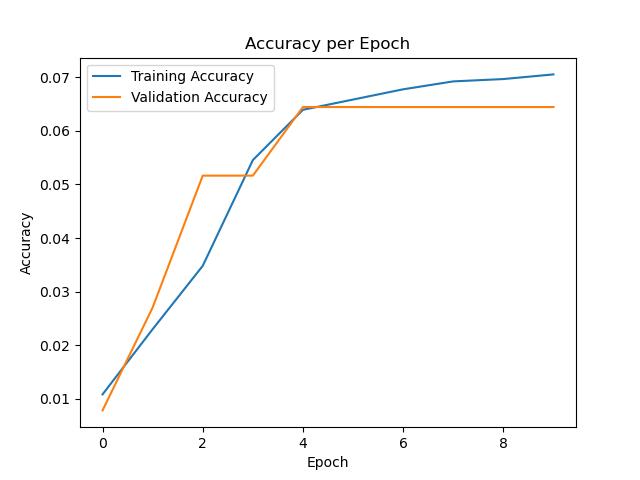 Accuracy per Epoch
Training Accuracy
Validation Accuracy
0.07
0.06
0.05
0.04
0.03
0.02
0.01
Accuracy
0 2 4 6 8
Epoch